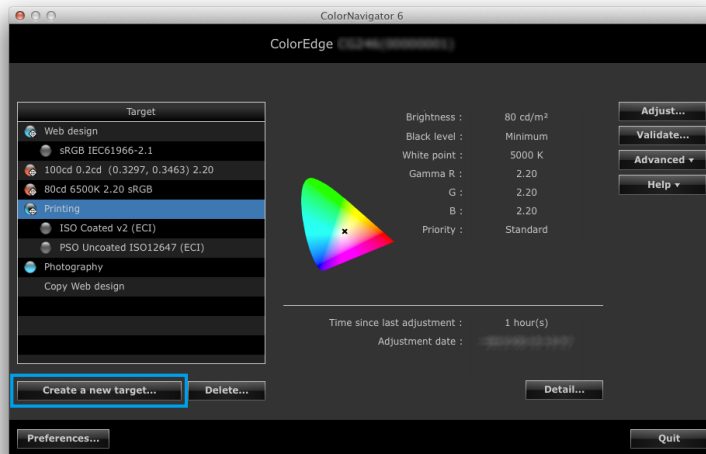 ColorNavigator 6
ColorEdge
Target
Web design
sRGB IEC61966-2.1
100cd 0.2cd (0.3297, 0.3463) 2.20
80cd 6500K 2.20 sRGB
Printing
ISO Coated v2 (ECI)
PSO Uncoated ISO12647 (ECI)
Photography
Copy Web design
Create a new target...
Delete...
Brightness : 80 cd/m²
Black level : Minimum
White point : 5000 K
Gamma R : 2.20
G : 2.20
B : 2.20
Priority : Standard
Time since last adjustment : 1 hour(s)
Adjustment date :
Detail...
Adjust...
Validate...
Advanced ▾
Help ▾
Preferences...
Quit